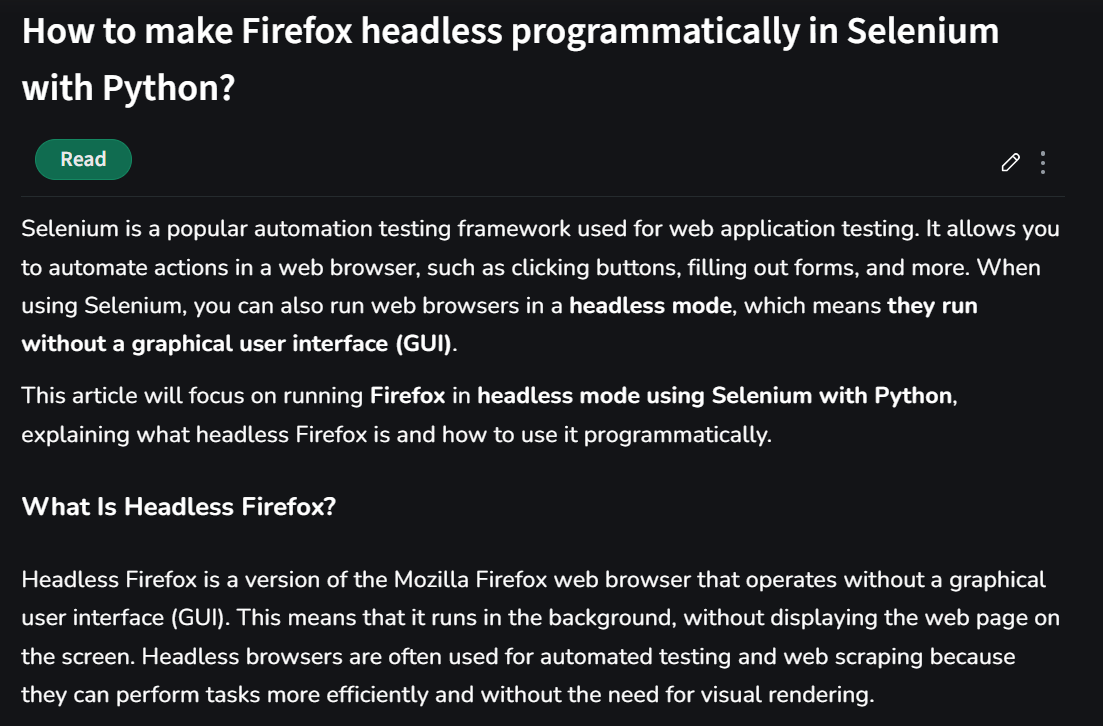 How to make Firefox headless programmatically in Selenium
with Python?
Read
Selenium is a popular automation testing framework used for web application testing. It allows you
to automate actions in a web browser, such as clicking buttons, filling out forms, and more. When
using Selenium, you can also run web browsers in a headless mode, which means they run
without a graphical user interface (GUI).
This article will focus on running Firefox in headless mode using Selenium with Python,
explaining what headless Firefox is and how to use it programmatically.
What Is Headless Firefox?
Headless Firefox is a version of the Mozilla Firefox web browser that operates without a graphical
user interface (GUI). This means that it runs in the background, without displaying the web page on
the screen. Headless browsers are often used for automated testing and web scraping because
they can perform tasks more efficiently and without the need for visual rendering.